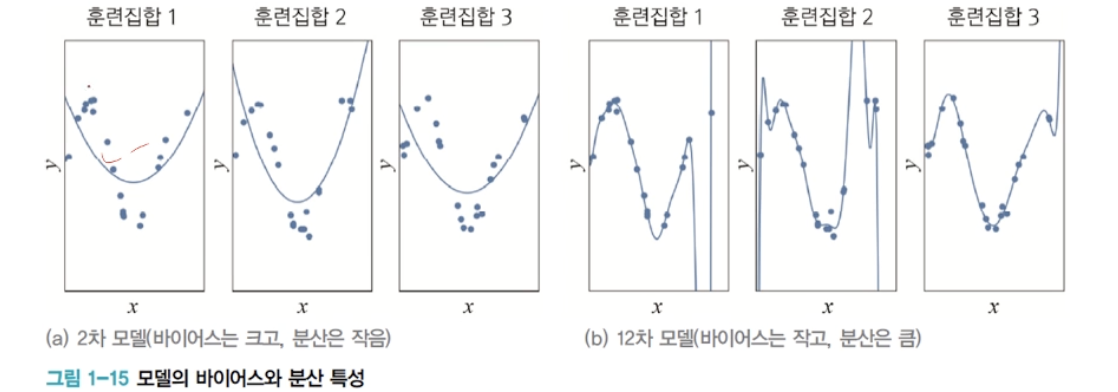 훈련집합 1 훈련집합 2 훈련집합 3 훈련집합 1 훈련집합 2 훈련집합 3
y y y y y y
x x x x x x
(a) 2차 모델(바이어스는 크고, 분산은 작음) (b) 12차 모델(바이어스는 작고, 분산은 큼)
그림 1-15 모델의 바이어스와 분산 특성